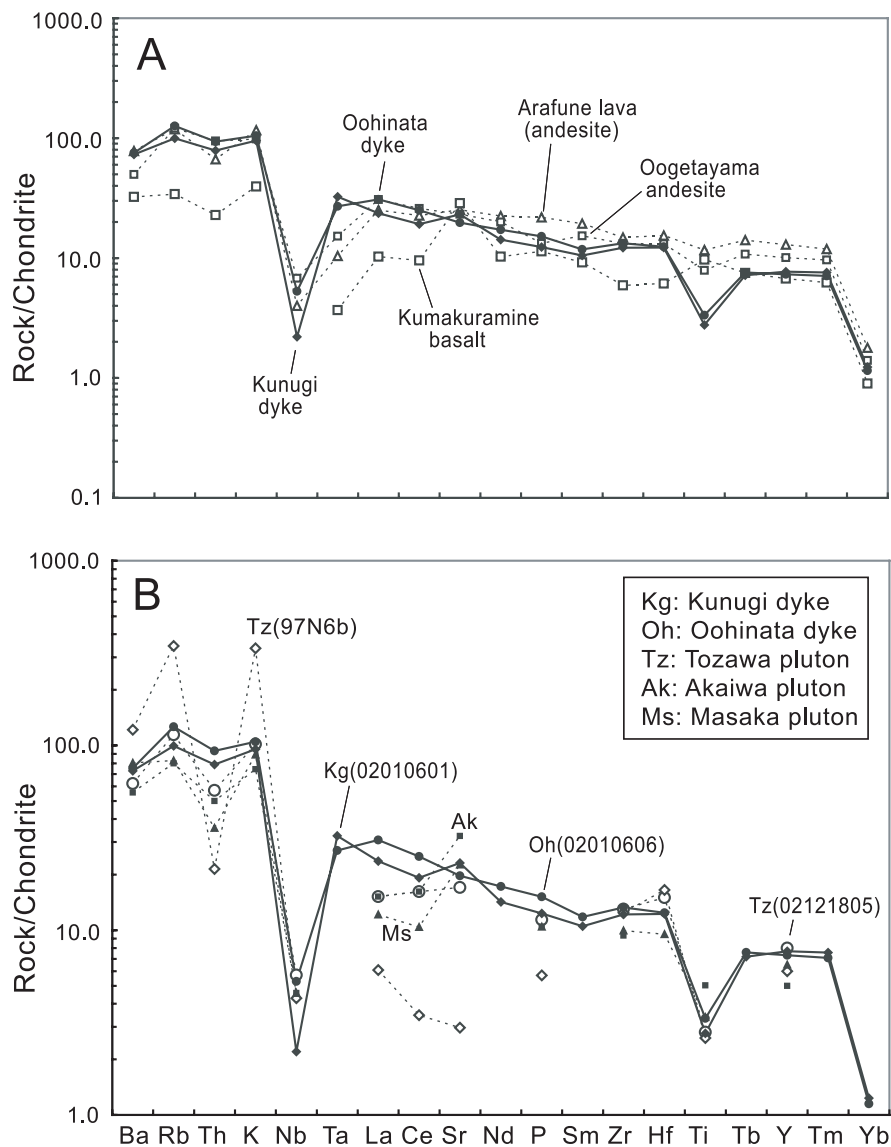 A
1000.0
100.0
10.0
1.0
0.1
Rock/Chondrite
Oohinata
dyke
Arafune lava
(andesite)
Oogetayama
andesite
Kumakuramine
basalt
Kunugi
dyke
B
1000.0
100.0
10.0
1.0
Rock/Chondrite
Tz(97N6b)
Kg: Kunugi dyke
Oh: Oohinata dyke
Tz: Tozawa pluton
Ak: Akaiwa pluton
Ms: Masaka pluton
Kg(02010601)
Ak
Oh(02010606)
Ms
Tz(02121805)
Ba Rb Th K Nb Ta La Ce Sr Nd P Sm Zr Hf Ti Tb Y Tm Yb